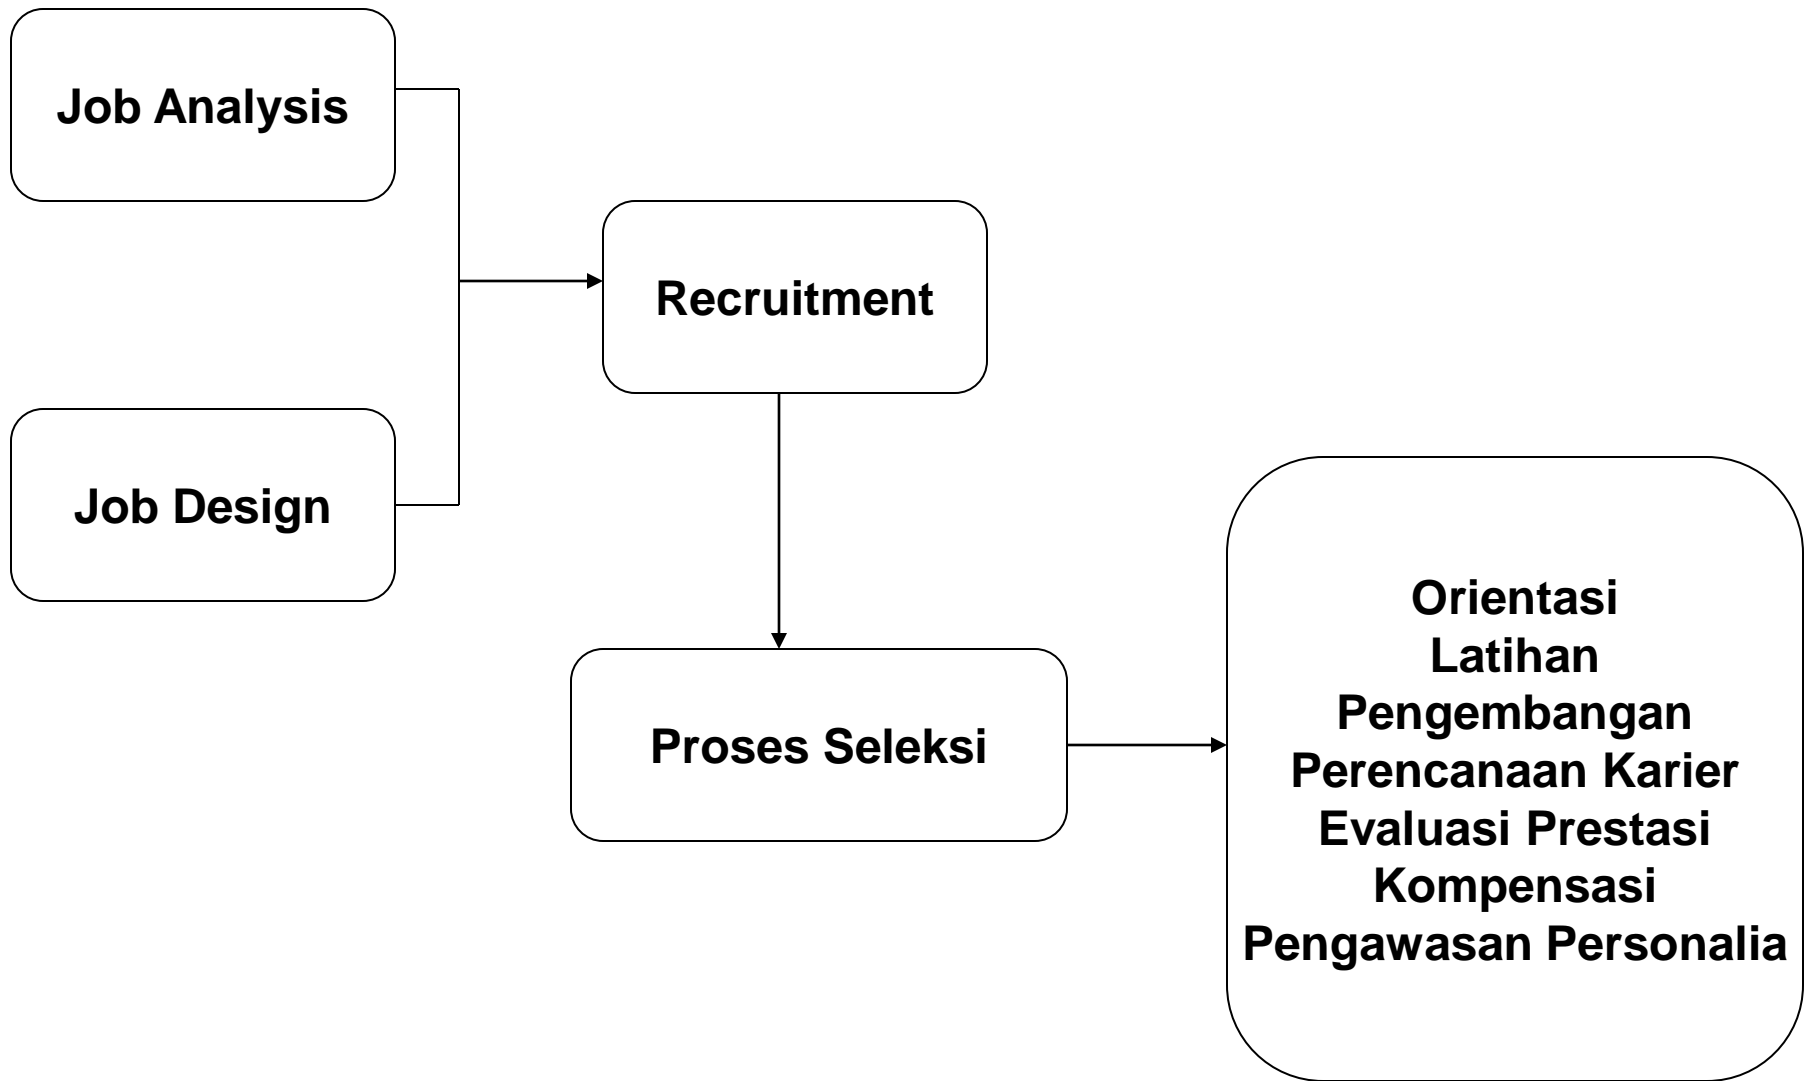 Job Analysis
Recruitment
Job Design
Proses Seleksi
Orientasi
Latihan
Pengembangan
Perencanaan Karier
Evaluasi Prestasi
Kompensasi
Pengawasan Personalia